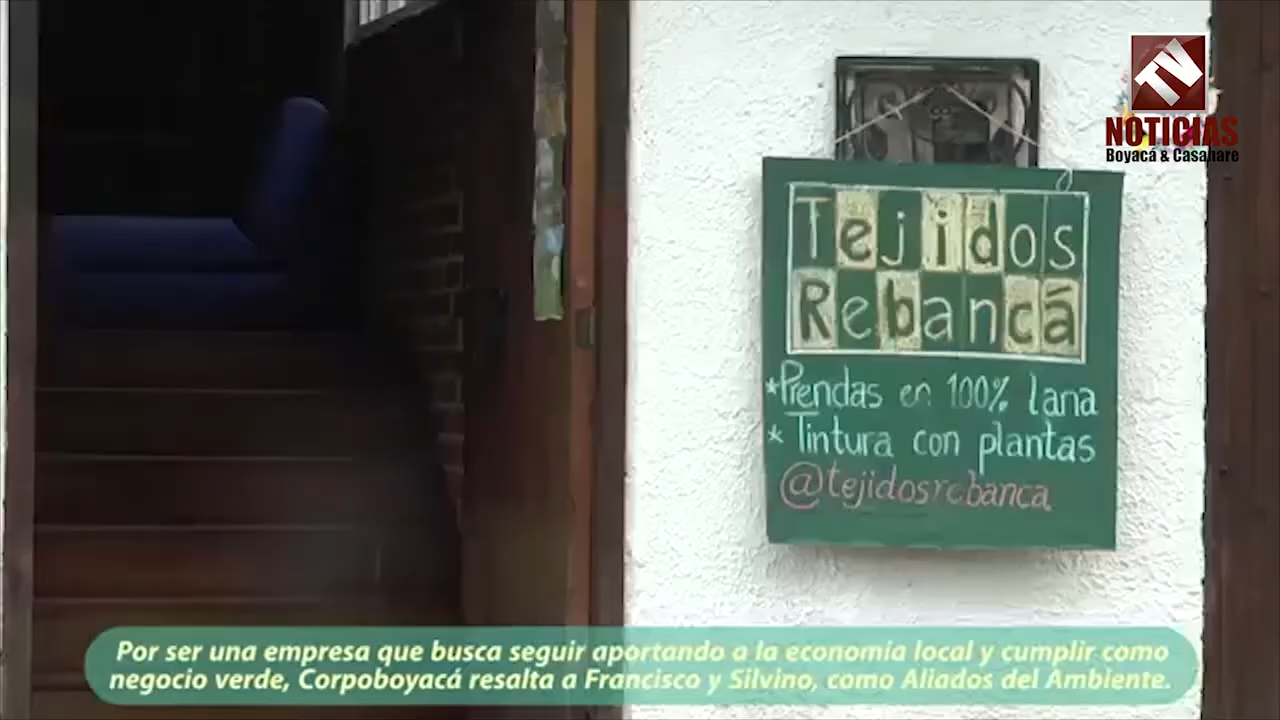 TV
NOTICIAS
Boyacá & Casanare
Tejidos
Rebancá
*Prendas en 100% lana
* Tintura con plantas
@tejidosrebanca
Por ser una empresa que busca seguir aportando a la economía local y cumplir como
negocio verde, Corpoboyacá resalta a Francisco y Silvino, como Aliados del Ambiente.